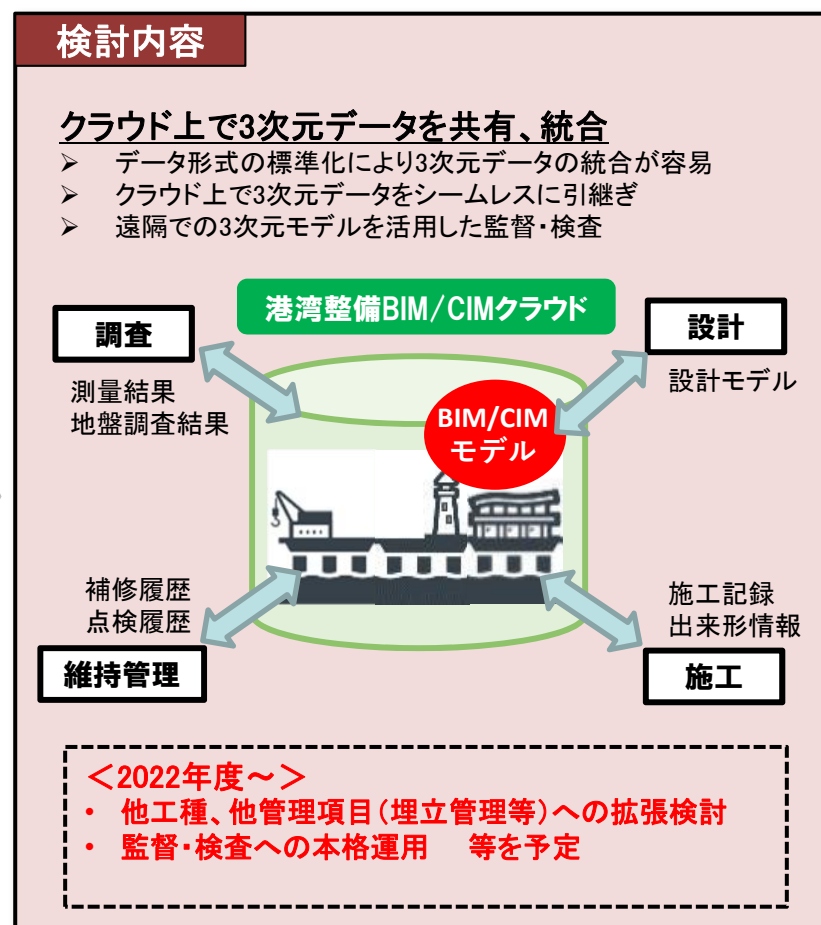 検討内容
クラウド上で3次元データを共有、統合
➢ データ形式の標準化により3次元データの統合が容易
➢ クラウド上で3次元データをシームレスに引継ぎ
➢ 遠隔での3次元モデルを活用した監督・検査
港湾整備BIM/CIMクラウド
調査
測量結果
地盤調査結果
設計
設計モデル
BIM/CIM
モデル
補修履歴
点検履歴
維持管理
施工記録
出来形情報
施工
＜2022年度～＞
・ 他工種、他管理項目（埋立管理等）への拡張検討
・ 監督・検査への本格運用 等を予定